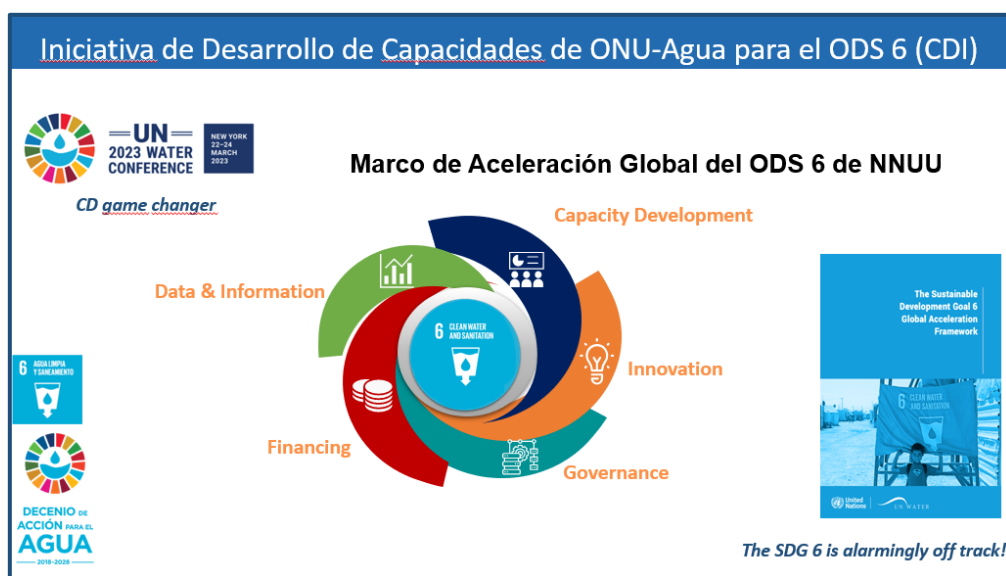 Iniciativa de Desarrollo de Capacidades de ONU-Agua para el ODS 6 (CDI)
UN
2023 WATER
CONFERENCE
NEW YORK
22–24
MARCH
2023
CD game changer
Marco de Aceleración Global del ODS 6 de NNUU
Capacity Development
Data & Information
Innovation
Financing
Governance
6 CLEAN WATER
AND SANITATION
The Sustainable
Development Goal 6
Global Acceleration
Framework
6 CLEAN WATER
AND SANITATION
United
Nations
UN WATER
6 AGUA LIMPIA
Y SANEAMIENTO
DECENIO DE
ACCIÓN PARA EL
AGUA
2018-2028
The SDG 6 is alarmingly off track!